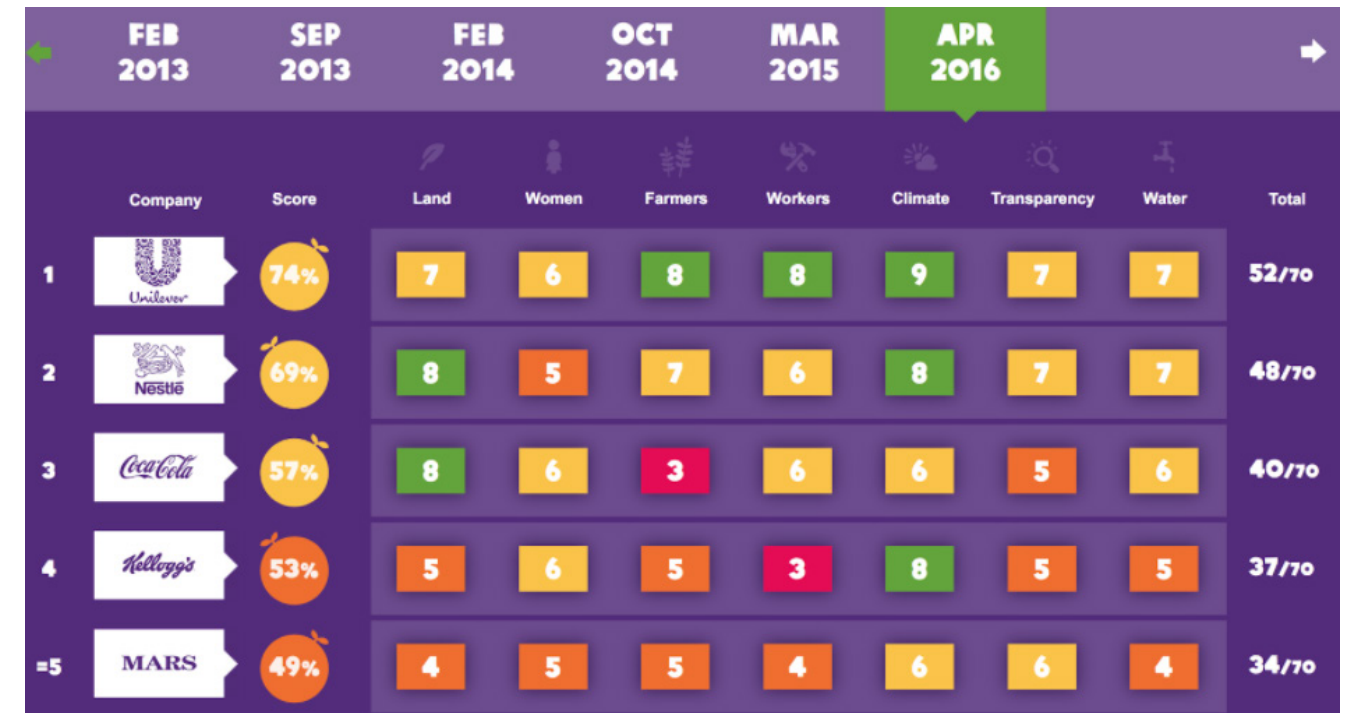 FEB SEP FEB OCT MAR APR
2013 2013 2014 2014 2015 2016
Company Score Land Women Farmers Workers Climate Transparency Water Total
1 Unilever 74% 7 6 8 8 9 7 7 52/70
2 Nestlé 69% 8 5 7 6 8 7 7 48/70
3 Coca-Cola 57% 8 6 3 6 6 5 6 40/70
4 Kellogg's 53% 5 6 5 3 8 5 5 37/70
=5 MARS 49% 4 5 5 4 6 6 4 34/70